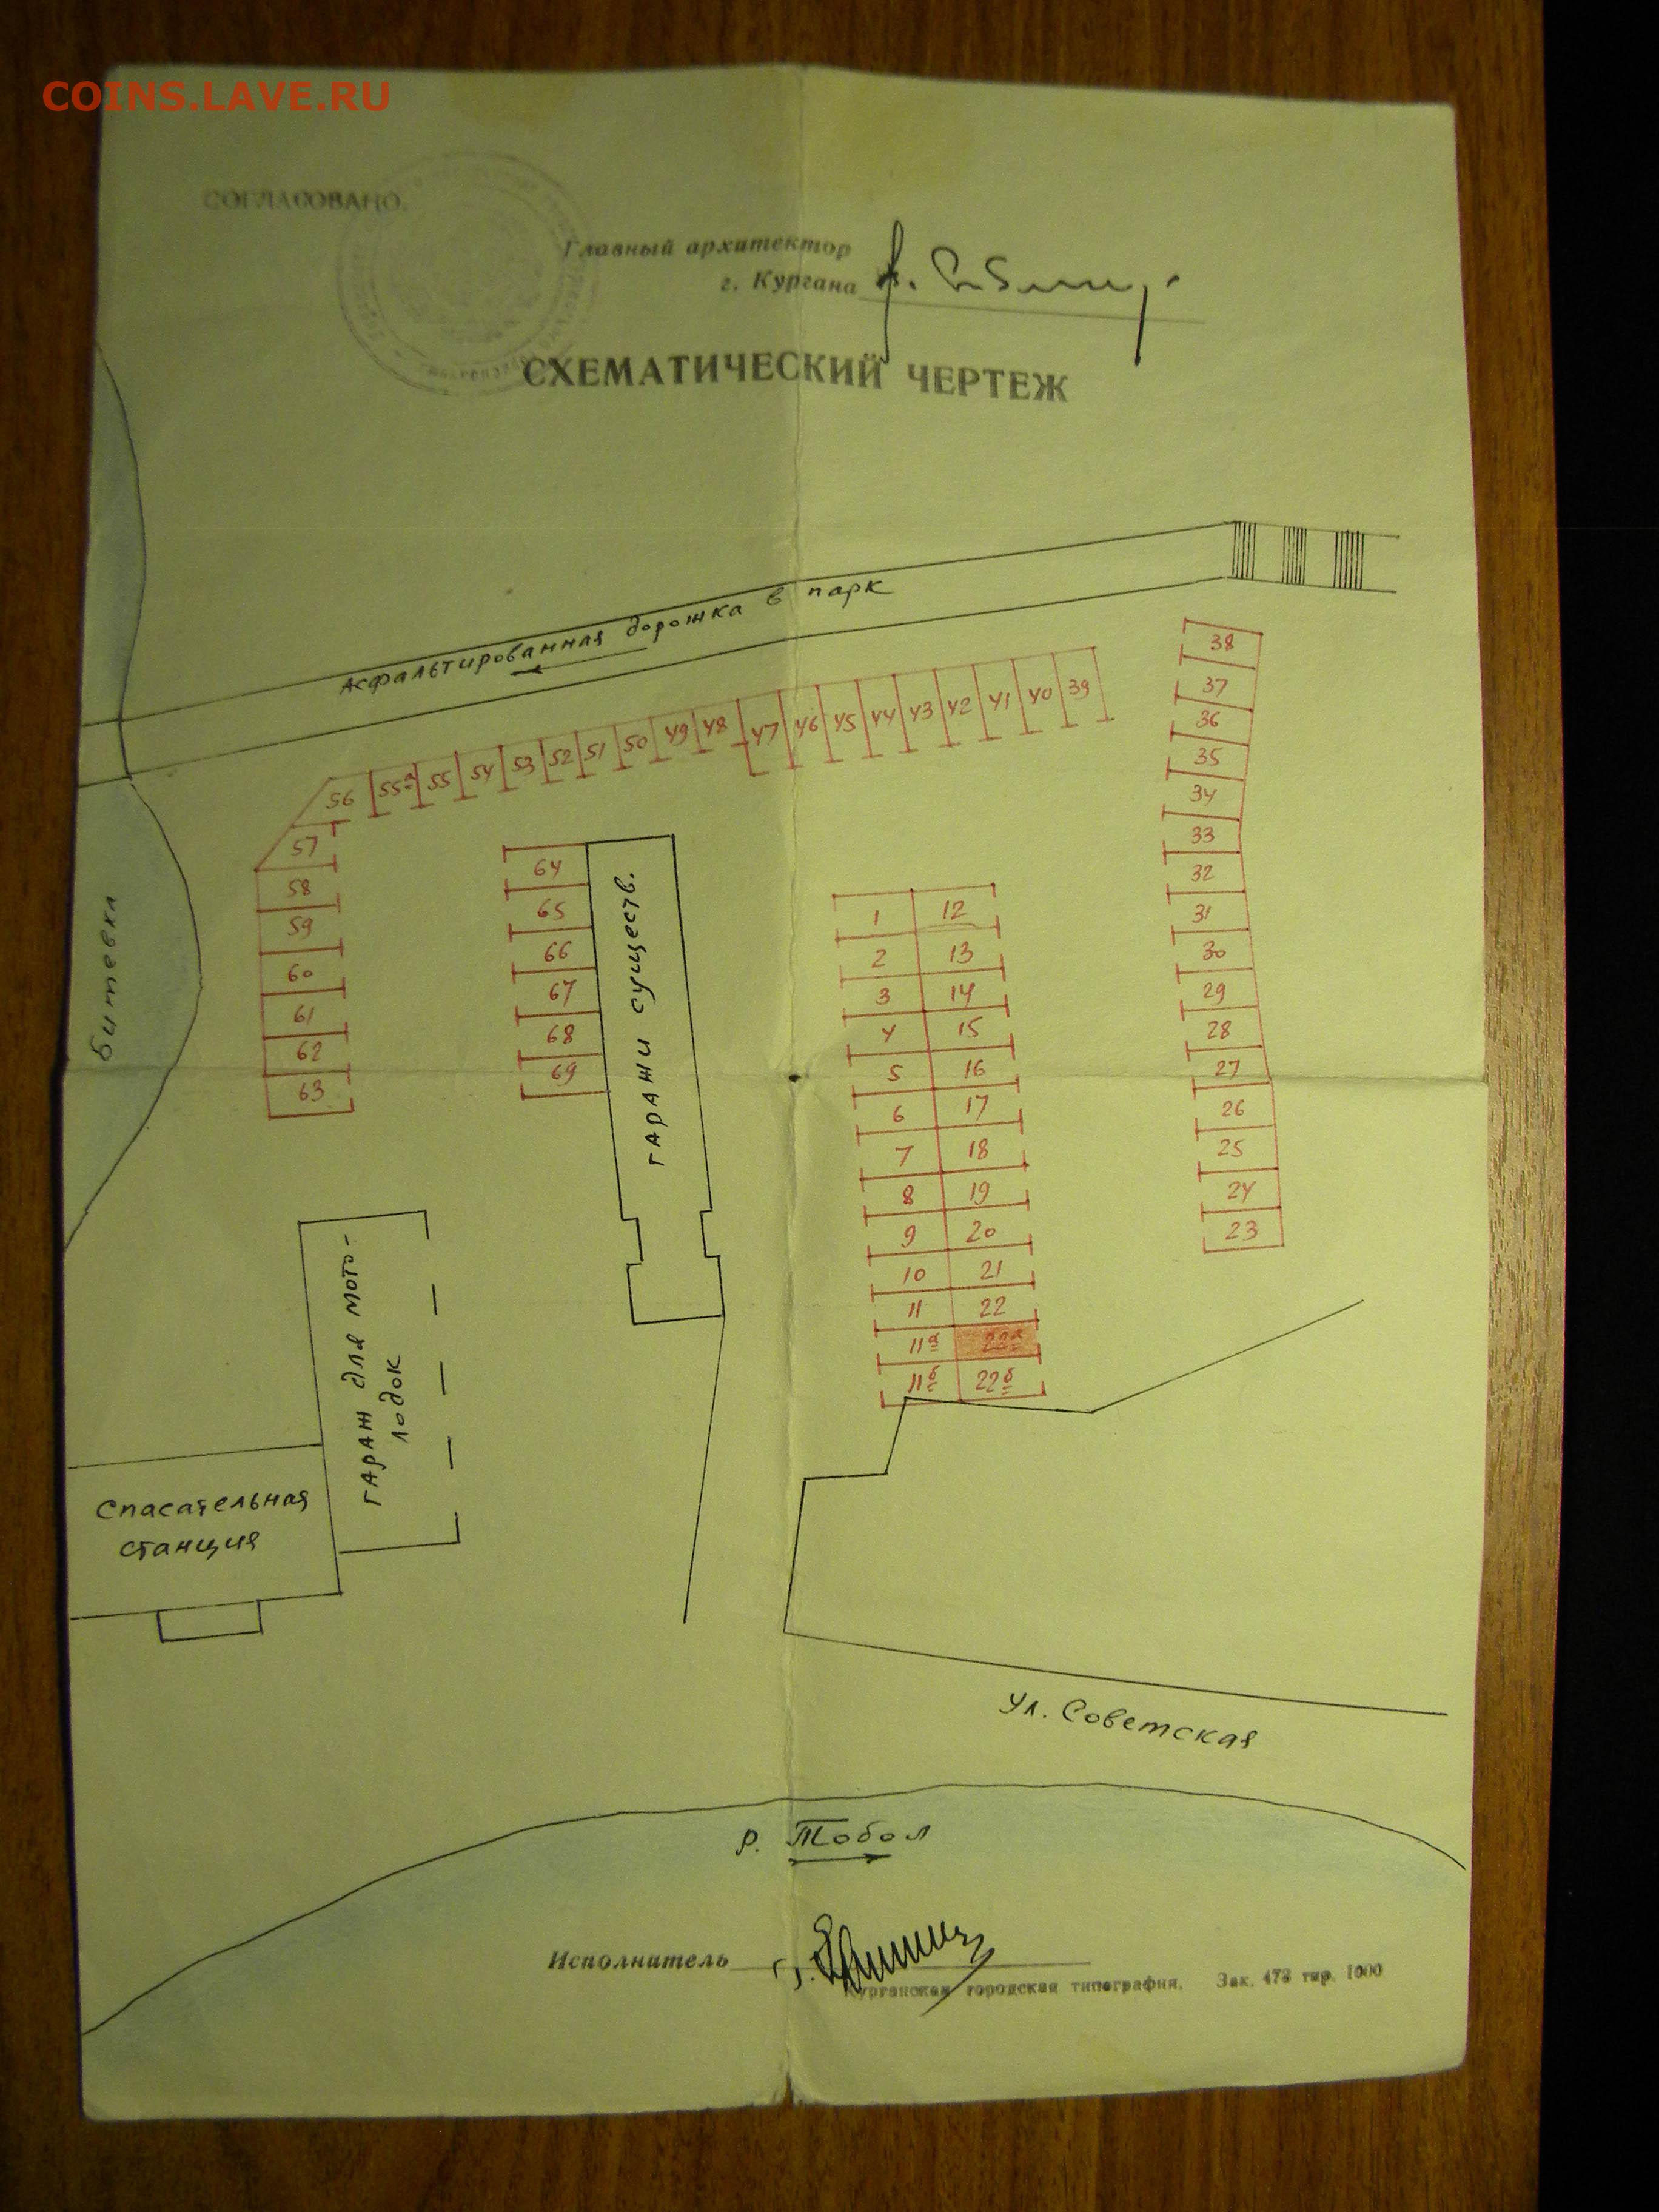 COINS.LAVE.RU
СОГЛАСОВАНО.
Главный архитектор
г. Кургана
СХЕМАТИЧЕСКИЙ ЧЕРТЕЖ
Асфальтированная дорожка в парк
38
37
36
35
34
33
32
31
30
29
28
27
26
25
24
23
56 55а 55 54 53 52 51 50 49 48 47 46 45 44 43 42 41 40 39
57
58
59
60
61
62
63
Битевка
64
65
66
67
68
69
гаражи существ.
1 12
2 13
3 14
4 15
5 16
6 17
7 18
8 19
9 20
10 21
11 22
11а 22а
11б 22б
гараж для мото-
лодок
Спасательная
станция
ул. Советская
р. Тобол
Исполнитель
Курганская городская типография. Зак. 473 тир. 1000